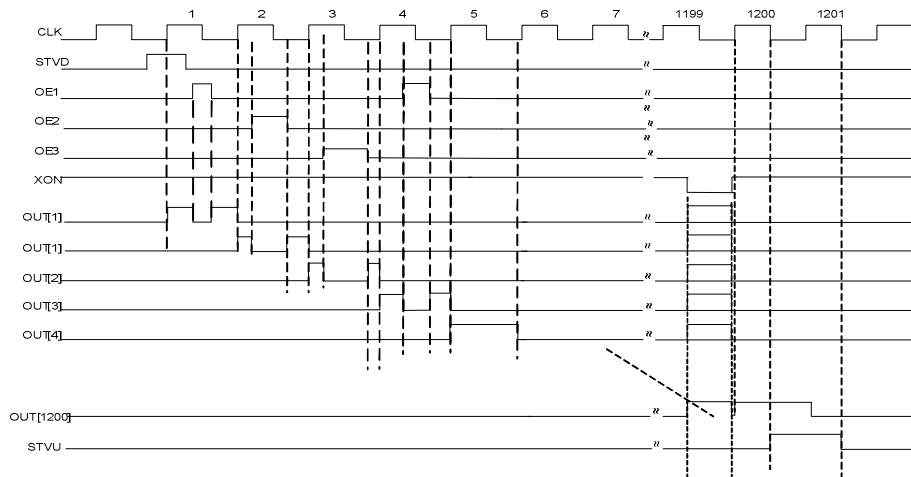 1 2 3 4 5 6 7 1199 1200 1201
CLK
STVD
OE1
OE2
OE3
XON
OUT[1]
OUT[1]
OUT[2]
OUT[3]
OUT[4]
OUT[1200]
STVU